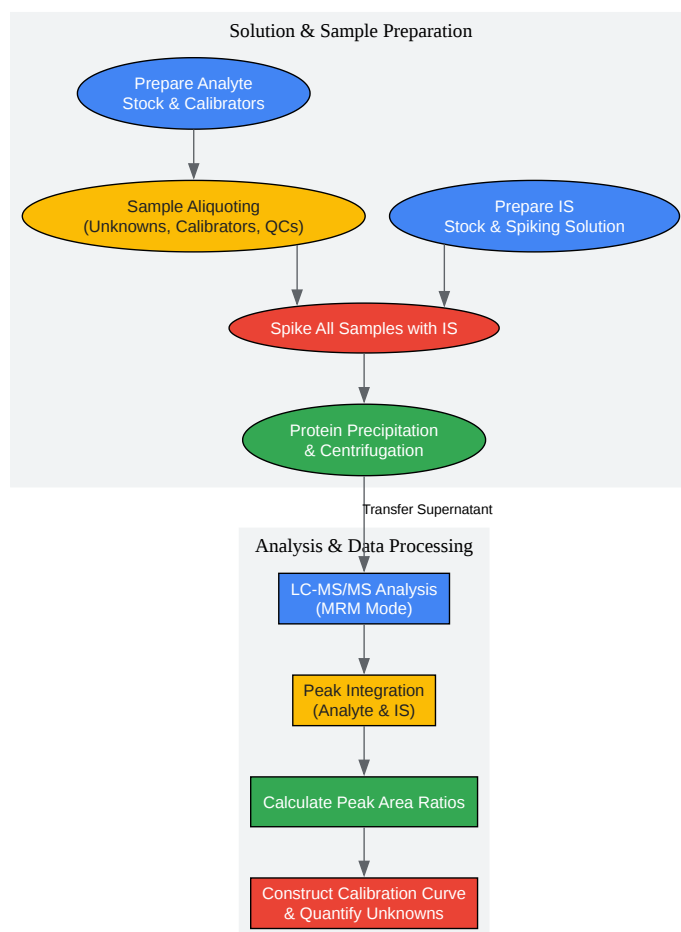 Solution & Sample Preparation
Prepare Analyte
Stock & Calibrators
Sample Aliquoting
(Unknowns, Calibrators, QCs)
Prepare IS
Stock & Spiking Solution
Spike All Samples with IS
Protein Precipitation
& Centrifugation
Transfer Supernatant
Analysis & Data Processing
LC-MS/MS Analysis
(MRM Mode)
Peak Integration
(Analyte & IS)
Calculate Peak Area Ratios
Construct Calibration Curve
& Quantify Unknowns